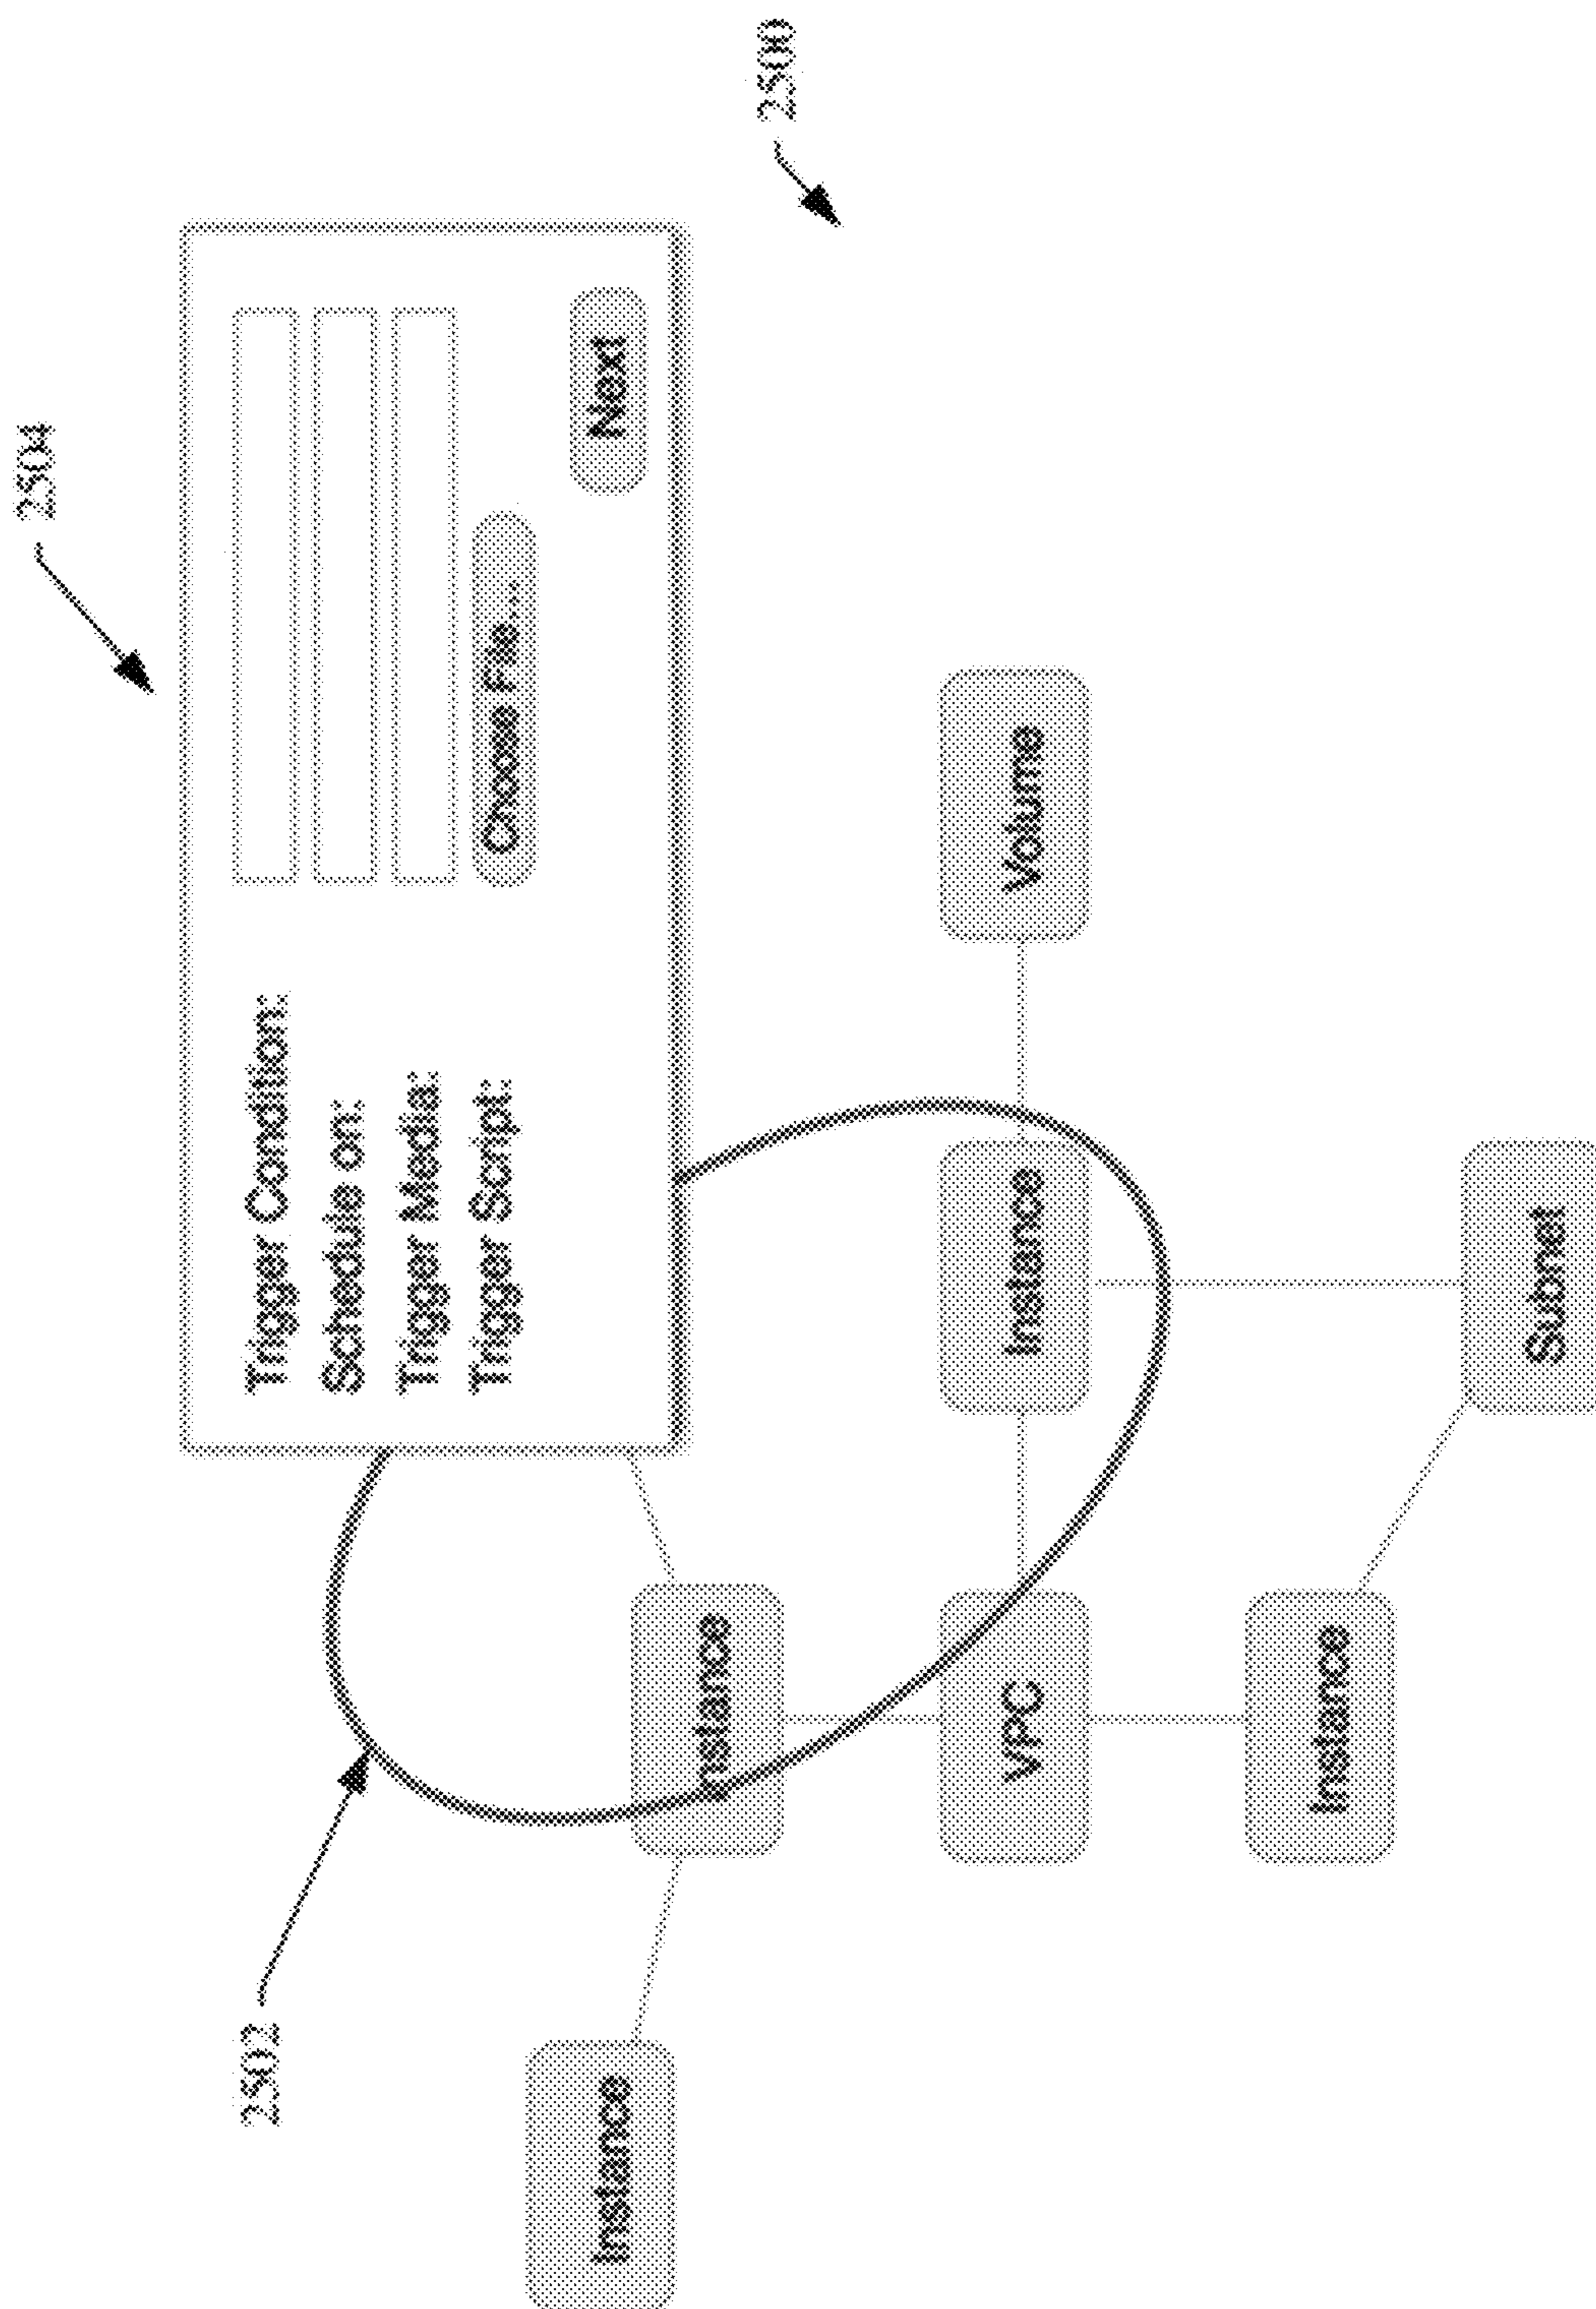 2504
2502
Trigger Condition:
Schedule on:
Trigger Media:
Trigger Script:
Choose File...
Next
2500
Instance
Instance
VPC
Instance
Volume
Instance
Subnet